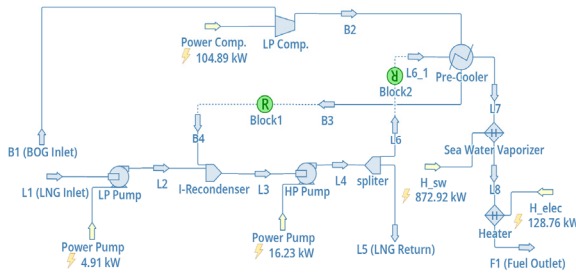 B2
Power Comp.
104.89 kW
LP Comp.
R
L6_1
Block2
Pre-Cooler
R
Block1
B3
B4
L6
L7
B1 (BOG Inlet)
Sea Water Vaporizer
L1 (LNG Inlet)
LP Pump
L2
I-Recondenser
L3
HP Pump
L4
spliter
H_sw
872.92 kW
L8
H_elec
128.76 kW
Heater
Power Pump
4.91 kW
Power Pump
16.23 kW
L5 (LNG Return)
F1 (Fuel Outlet)
H
H